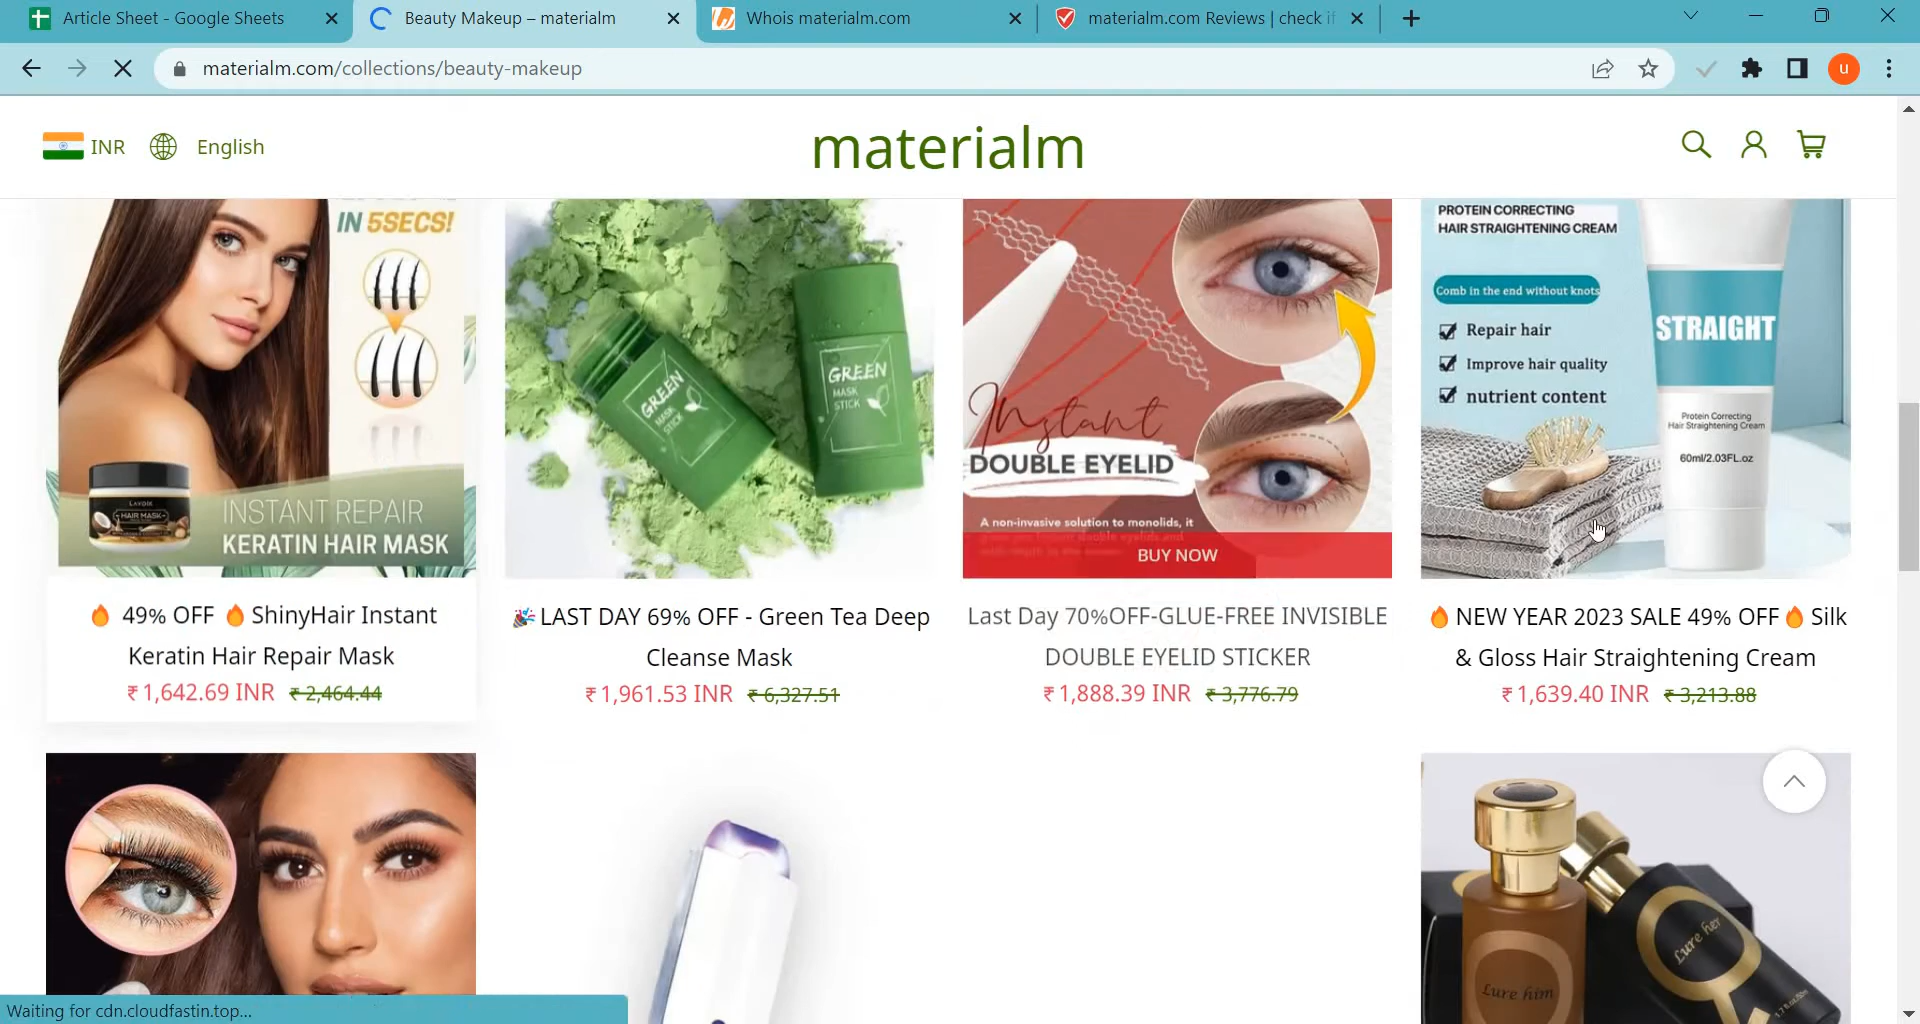 Article Sheet - Google Sheets
Beauty Makeup – materialm
Whois materialm.com
materialm.com Reviews | check if
materialm.com/collections/beauty-makeup
u
INR
English
materialm
IN 5SECS!
LAVDIK
HAIR MASK
INSTANT REPAIR
KERATIN HAIR MASK
GREEN
MASK STICK
GREEN
MASK STICK
Instant
DOUBLE EYELID
A non-invasive solution to monolids, it
BUY NOW
PROTEIN CORRECTING
HAIR STRAIGHTENING CREAM
Comb in the end without knots
Repair hair
Improve hair quality
nutrient content
STRAIGHT
Protein Correcting
Hair Straightening Cream
60ml/2.03FL.oz
🔥 49% OFF 🔥 ShinyHair Instant
Keratin Hair Repair Mask
₹ 1,642.69 INR ₹ 2,464.44
🎉 LAST DAY 69% OFF - Green Tea Deep
Cleanse Mask
₹ 1,961.53 INR ₹ 6,327.51
Last Day 70%OFF-GLUE-FREE INVISIBLE
DOUBLE EYELID STICKER
₹ 1,888.39 INR ₹ 3,776.79
🔥 NEW YEAR 2023 SALE 49% OFF 🔥 Silk
& Gloss Hair Straightening Cream
₹ 1,639.40 INR ₹ 3,213.88
Lure her
Lure him
Waiting for cdn.cloudfastin.top...